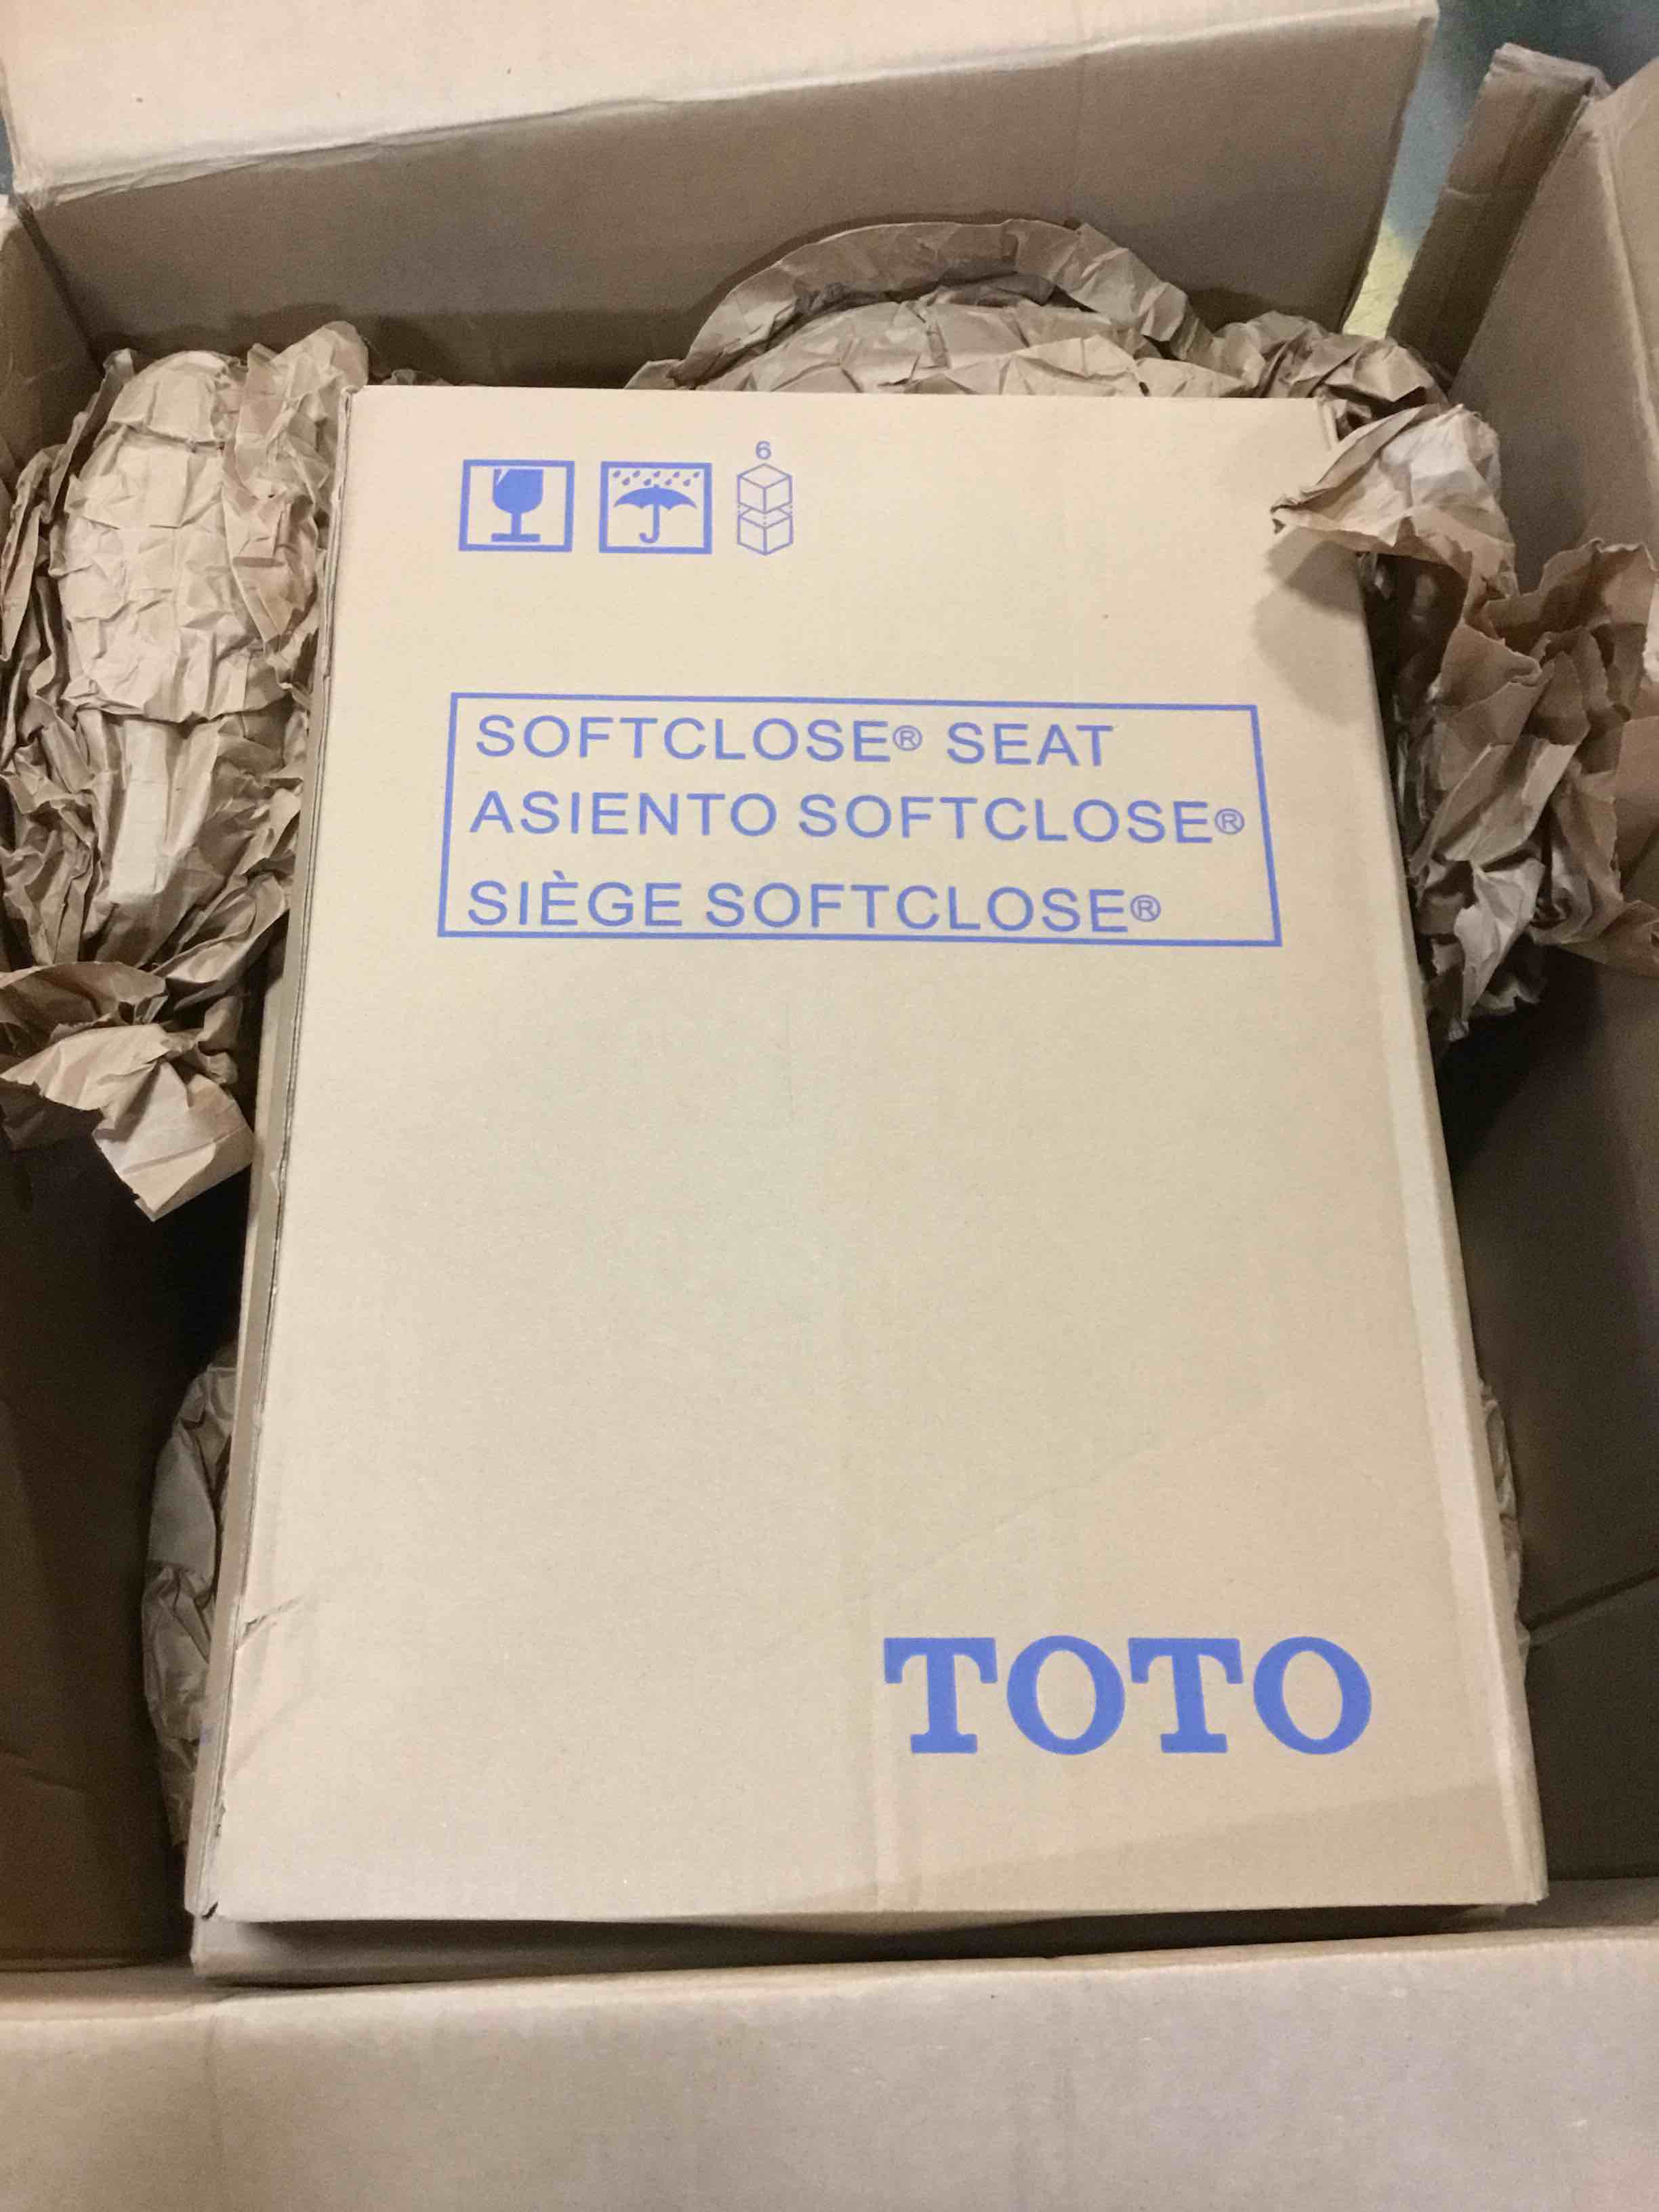 6
SOFTCLOSE® SEAT
ASIENTO SOFTCLOSE®
SIÈGE SOFTCLOSE®
TOTO